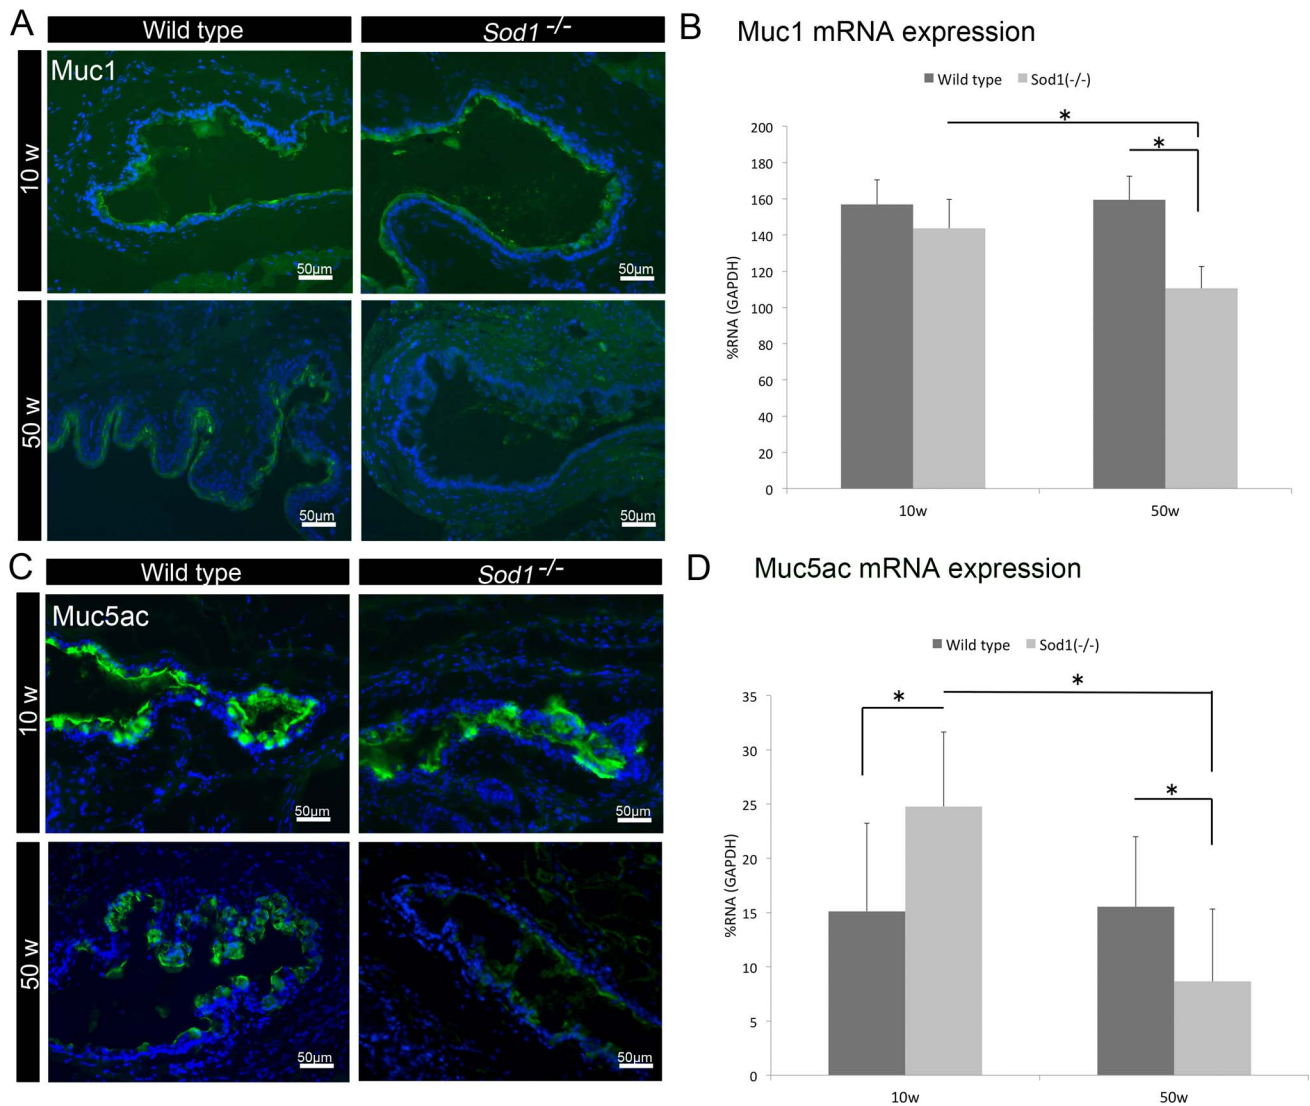 A
Wild type
Sod1 -/-
Muc1
10 w
50µm
50µm
50 w
50µm
50µm
B Muc1 mRNA expression
Wild type Sod1(-/-)
*
*
%RNA (GAPDH)
200
180
160
140
120
100
80
60
40
20
0
10w 50w
C
Wild type
Sod1 -/-
Muc5ac
10 w
50µm
50µm
50 w
50µm
50µm
D Muc5ac mRNA expression
Wild type Sod1(-/-)
*
*
*
%RNA (GAPDH)
35
30
25
20
15
10
5
0
10w 50w